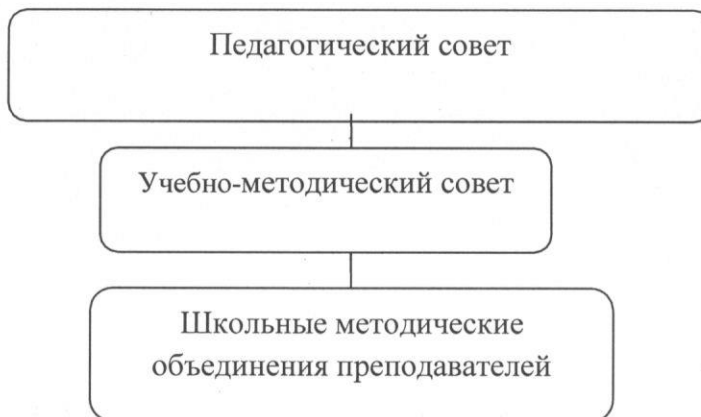 Педагогический совет
Учебно-методический совет
Школьные методические
объединения преподавателей